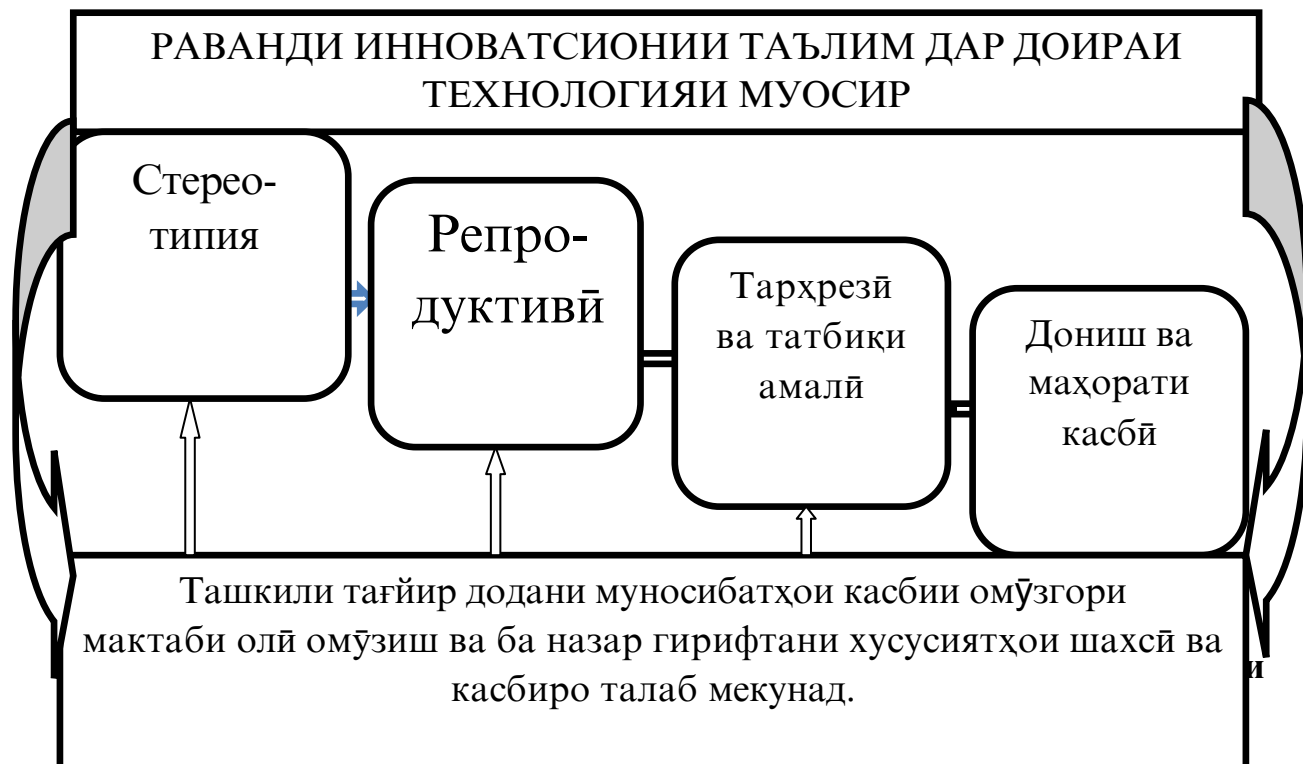 РАВАНДИ ИННОВАТСИОНИИ ТАЪЛИМ ДАР ДОИРАИ
ТЕХНОЛОГИЯИ МУОСИР
Стерео-
типия
Репро-
дуктивӣ
Тарҳрезӣ
ва татбиқи
амалӣ
Дониш ва
маҳорати
касбӣ
Ташкили тағйир додани муносибатҳои касбии омӯзгори
мактаби олӣ омӯзиш ва ба назар гирифтани хусусиятҳои шахсӣ ва
касбиро талаб мекунад.